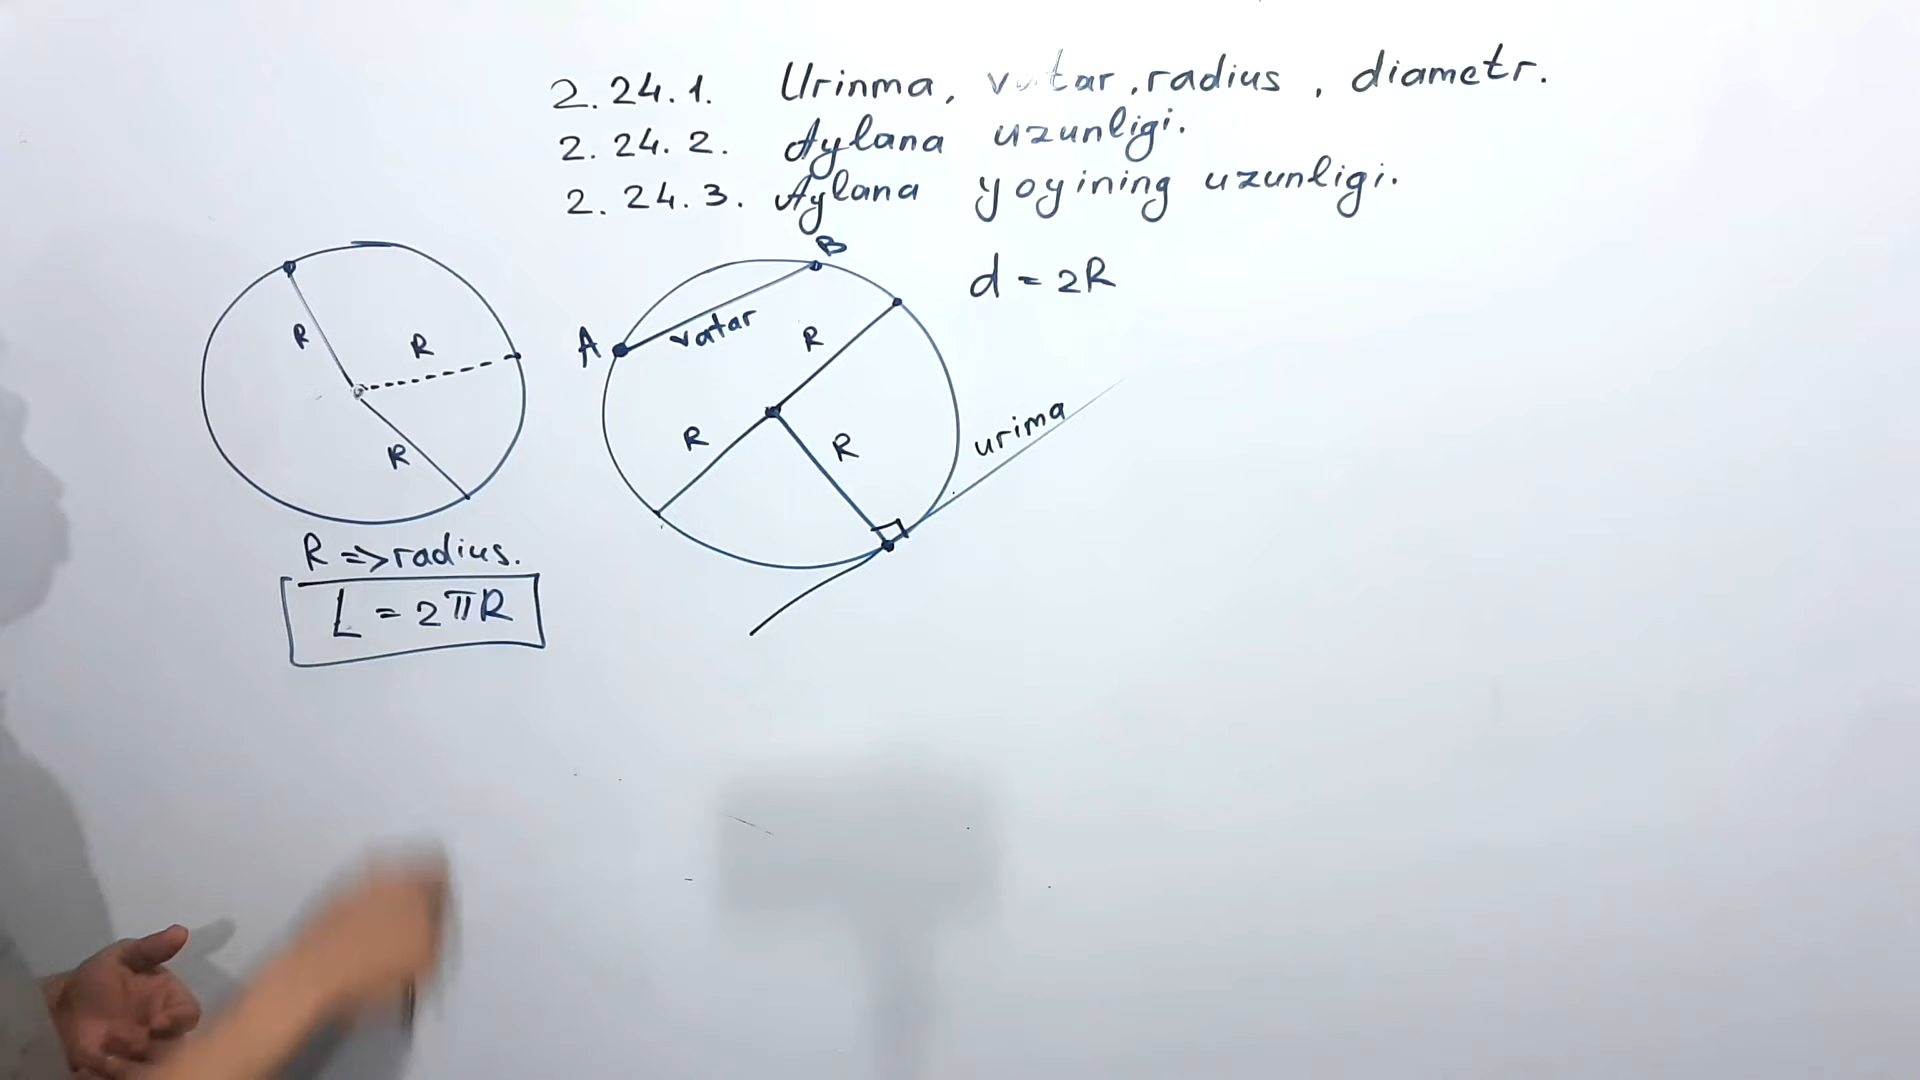 2.24.1. Urinma, vatar, radius, diametr.
2.24.2. Aylana uzunligi.
2.24.3. Aylana yoyining uzunligi.
R
R
R
R => radius.
L = 2πR
A
B
vatar
R
R
R
urima
d = 2R